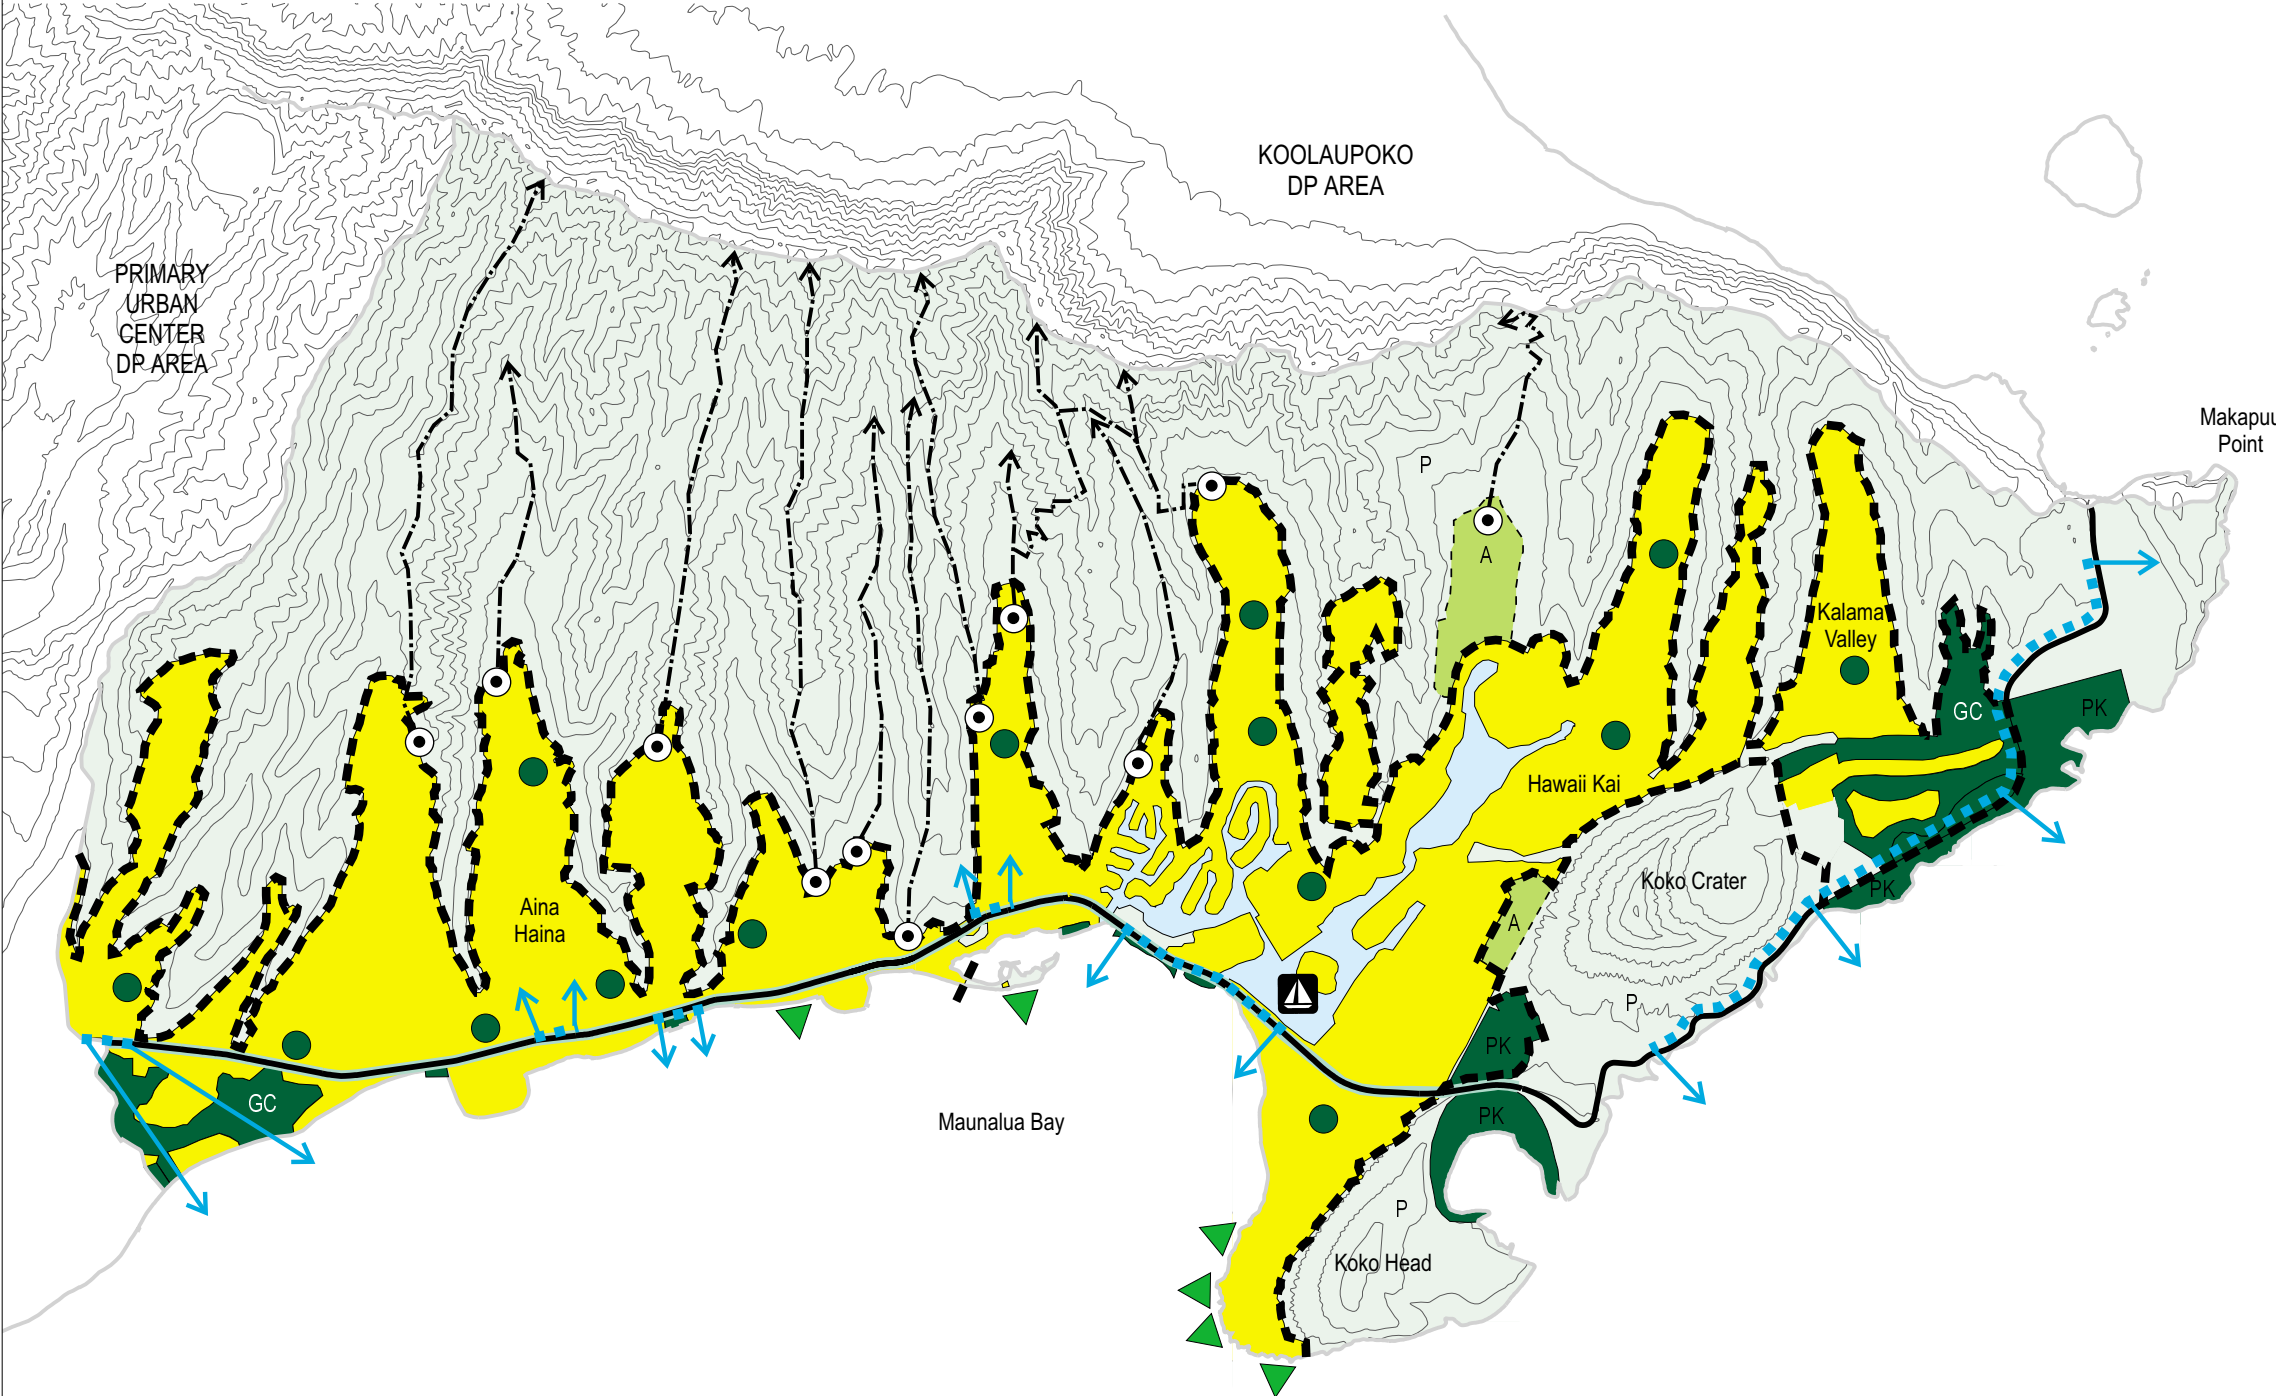 KOOLAUPOKO
DP AREA
PRIMARY
URBAN
CENTER
DP AREA
Makapuu
Point
P
A
Kalama
Valley
GC
PK
Hawaii Kai
Koko Crater
PK
Aina
Haina
A
P
PK
GC
PK
Maunalua Bay
P
Koko Head